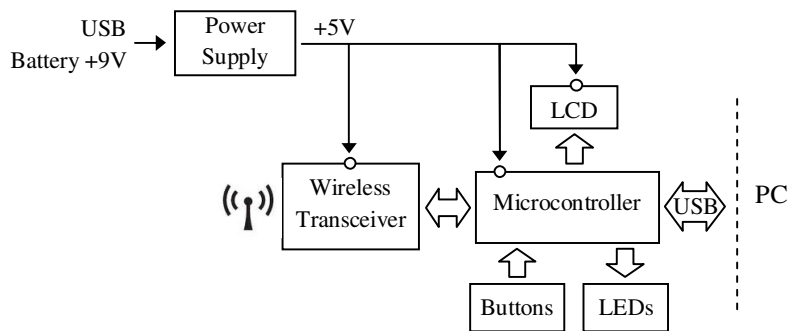 USB
Battery +9V
Power
Supply
+5V
LCD
Wireless
Transceiver
Microcontroller
USB
PC
Buttons
LEDs